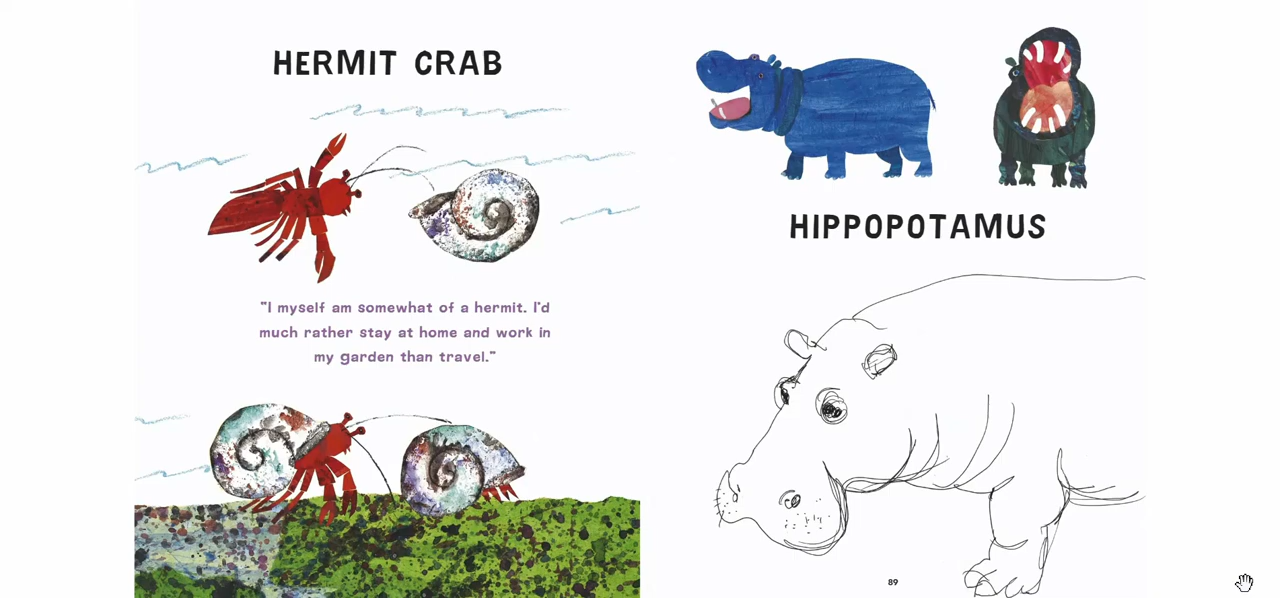 HERMIT CRAB
"I myself am somewhat of a hermit. I'd
much rather stay at home and work in
my garden than travel."
HIPPOPOTAMUS
89